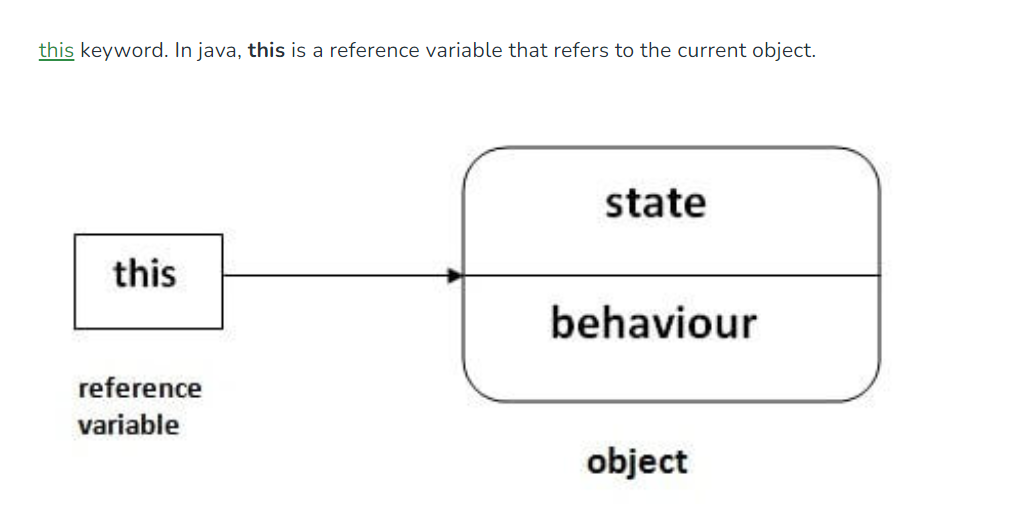 this keyword. In java, this is a reference variable that refers to the current object.
state
this
behaviour
reference
variable
object